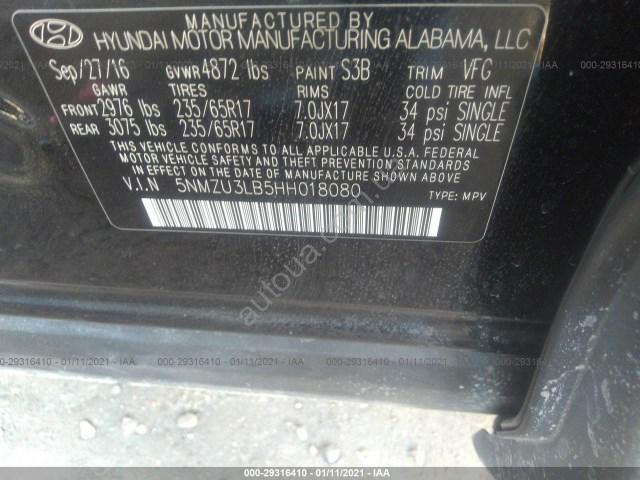 MANUFACTURED BY
HYUNDAI MOTOR MANUFACTURING ALABAMA, LLC
Sep/27/16 GVWR 4872 lbs PAINT S3B TRIM VFG
GAWR TIRES RIMS COLD TIRE INFL
FRONT 2976 lbs 235/65R17 7.0JX17 34 psi SINGLE
REAR 3075 lbs 235/65R17 7.0JX17 34 psi SINGLE
THIS VEHICLE CONFORMS TO ALL APPLICABLE U.S.A. FEDERAL
MOTOR VEHICLE SAFETY, BUMPER, AND THEFT PREVENTION STANDARDS
IN EFFECT ON THE DATE OF MANUFACTURE SHOWN ABOVE.
V.I.N 5NMZU3LB5HH018080 TYPE: MPV
autoua.com
000-29316410 - 01/11/2021 - IAA